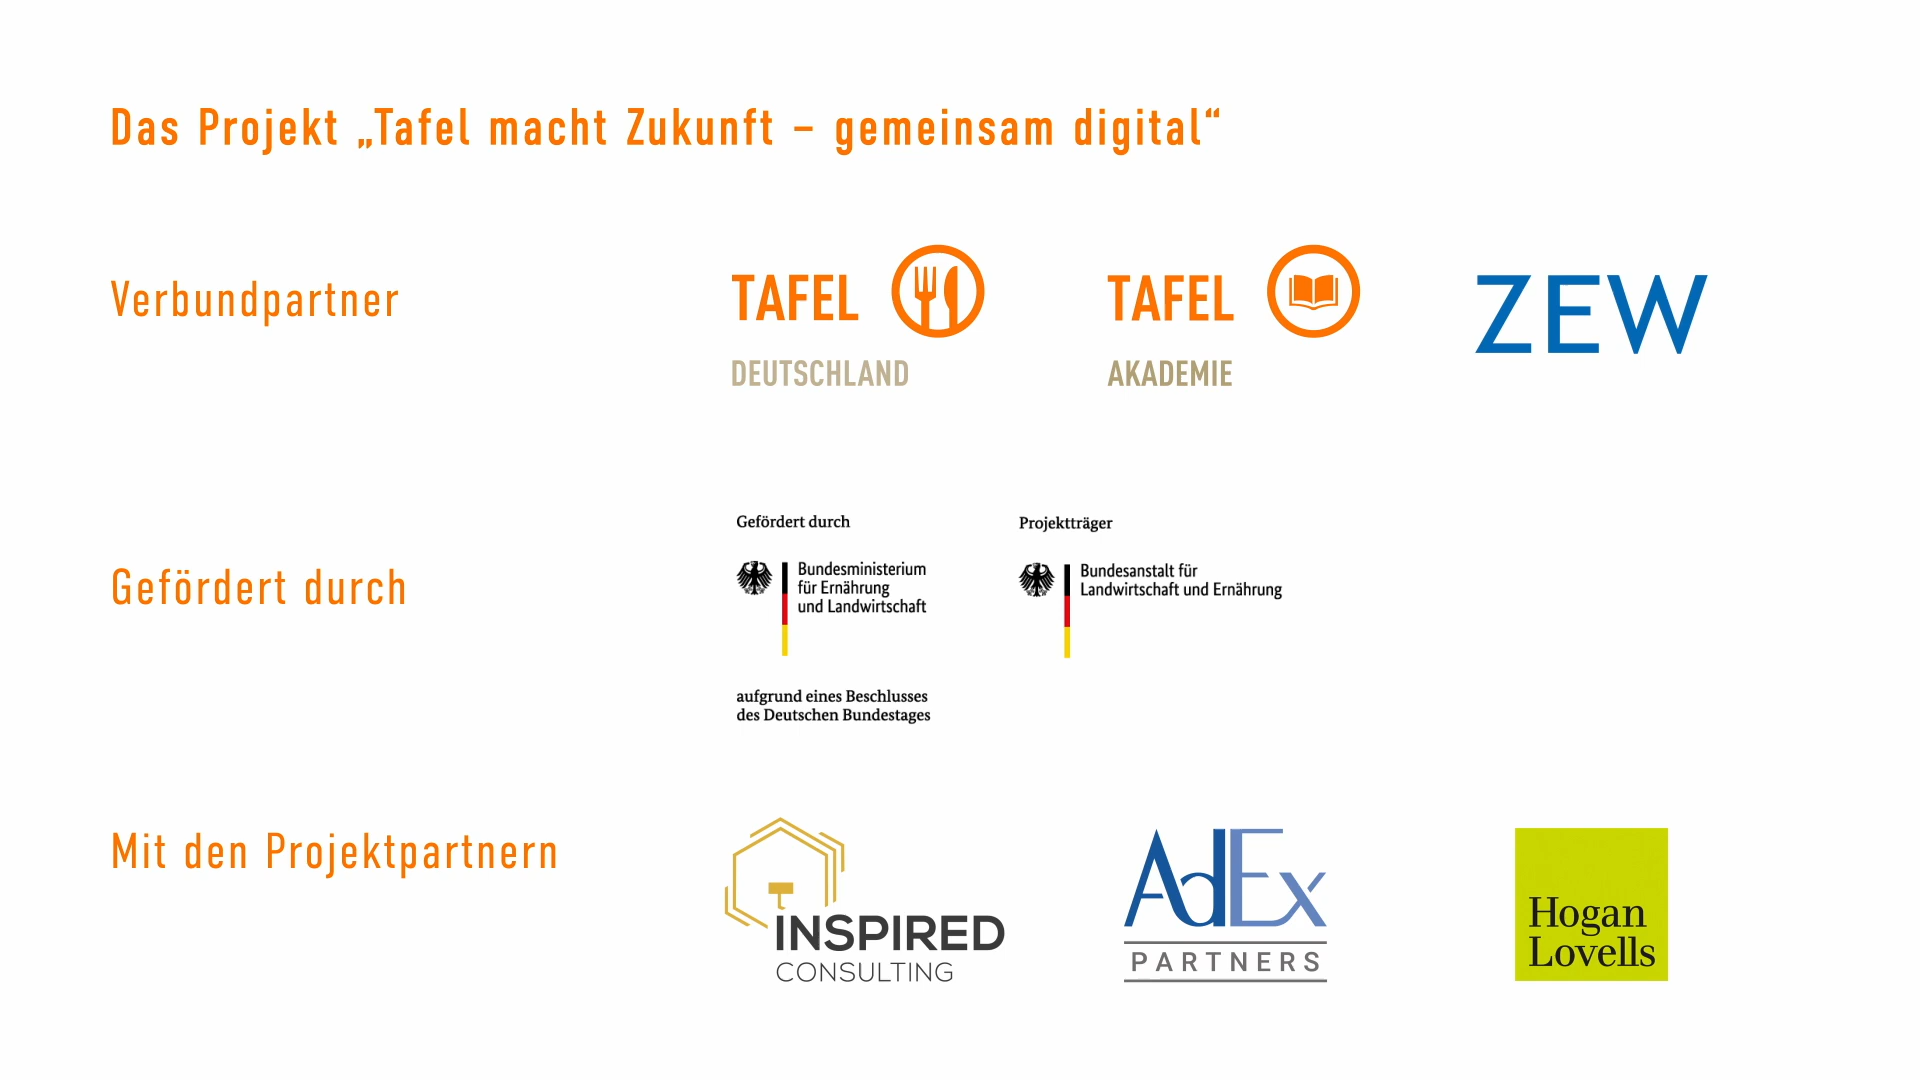 Das Projekt „Tafel macht Zukunft – gemeinsam digital“
Verbundpartner
TAFEL
DEUTSCHLAND
TAFEL
AKADEMIE
ZEW
Gefördert durch
Gefördert durch
Bundesministerium
für Ernährung
und Landwirtschaft
aufgrund eines Beschlusses
des Deutschen Bundestages
Projektträger
Bundesanstalt für
Landwirtschaft und Ernährung
Mit den Projektpartnern
INSPIRED
CONSULTING
AdEx
PARTNERS
Hogan
Lovells